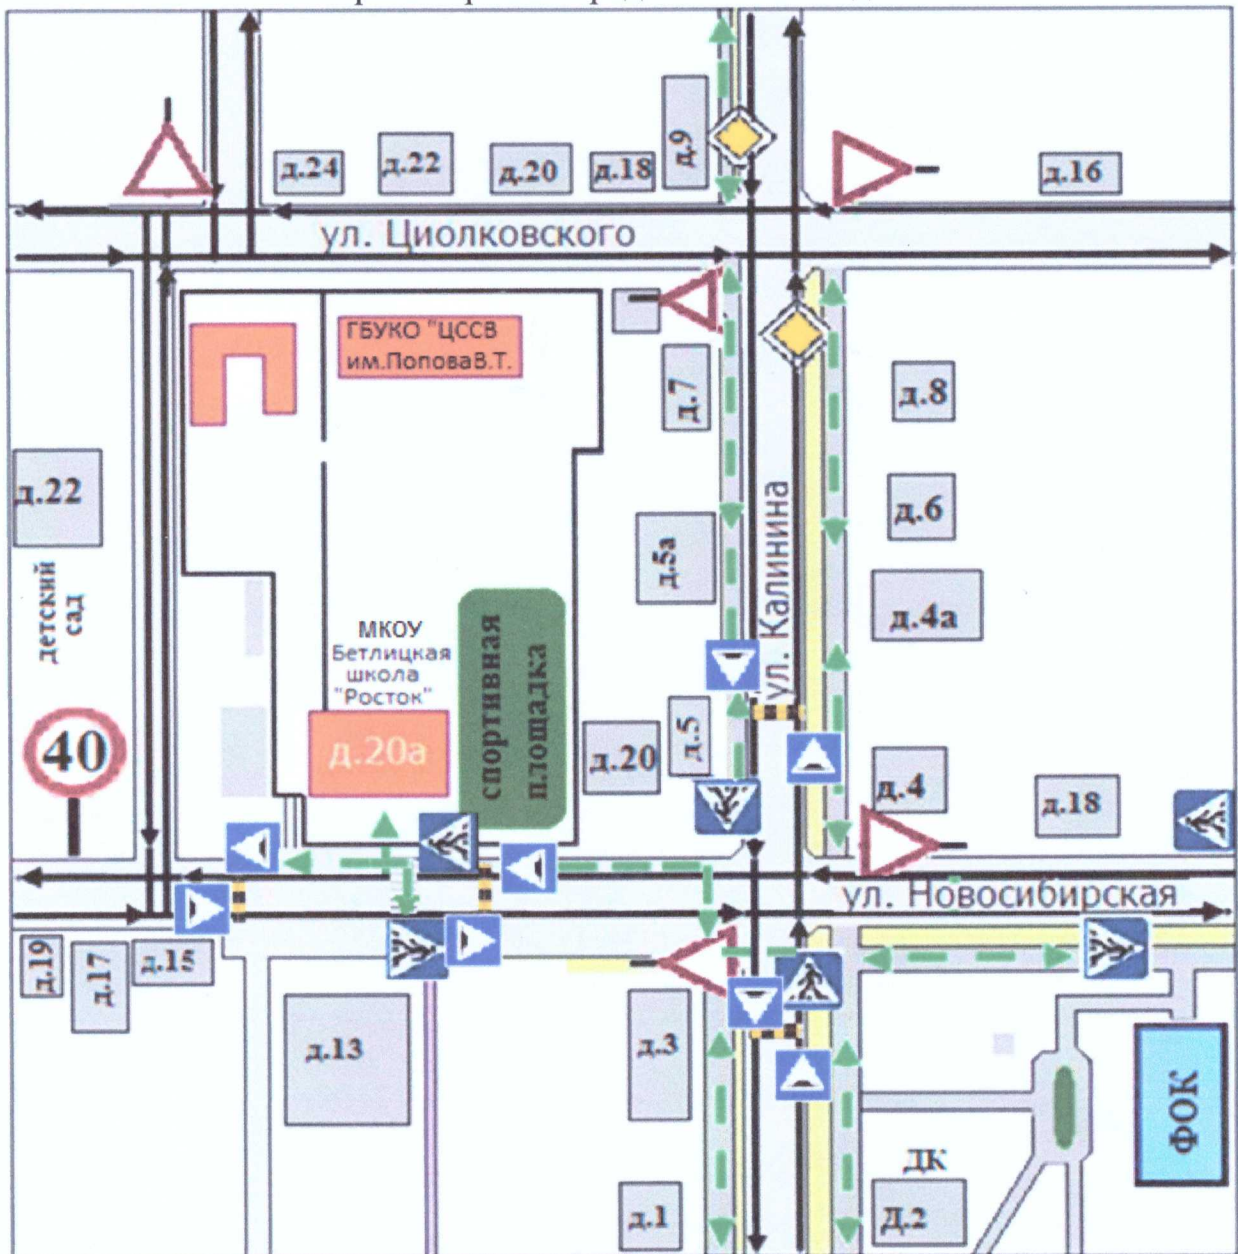 д.9
д.24
д.22
д.20
д.18
д.16
ул. Циолковского
ГБУКО "ЦССВ
им.ПоповаВ.Т.
д.7
д.8
д.22
д.6
ул. Калинина
д.5а
детский
сад
д.4а
МКОУ
Бетлицкая
школа
"Росток"
спортивная
площадка
40
д.20а
д.20
д.5
д.4
д.18
ул. Новосибирская
д.19
д.17
д.15
д.13
д.3
ФОК
ДК
д.1
Д.2